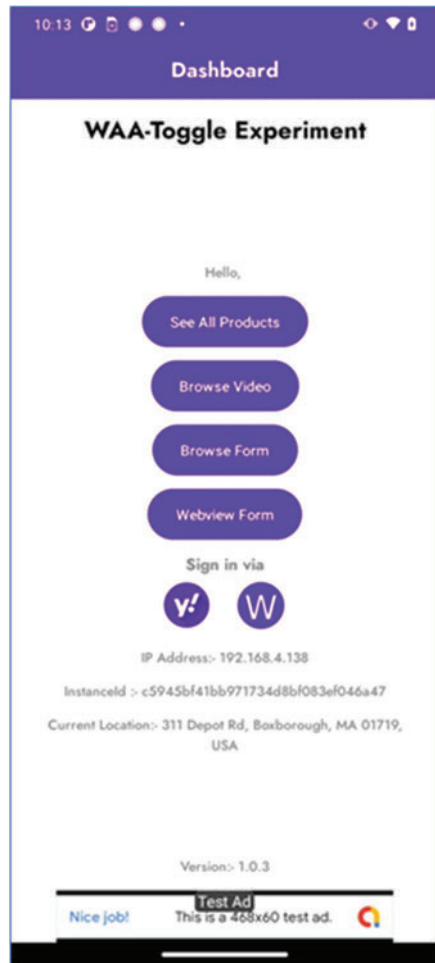 10:13
Dashboard
WAA-Toggle Experiment
Hello,
See All Products
Browse Video
Browse Form
Webview Form
Sign in via
y! W
IP Address:- 192.168.4.138
InstanceId :- c5945bf41bb971734d8bf083ef046a47
Current Location:- 311 Depot Rd, Boxborough, MA 01719,
USA
Version:- 1.0.3
Test Ad
Nice job! This is a 468x60 test ad.